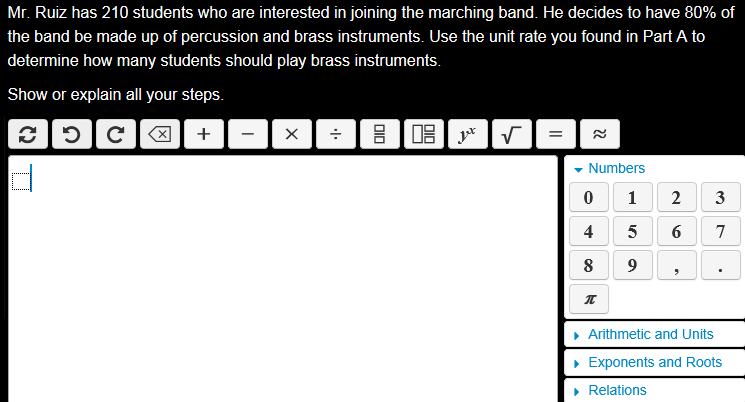 Mr. Ruiz has 210 students who are interested in joining the marching band. He decides to have 80% of
the band be made up of percussion and brass instruments. Use the unit rate you found in Part A to
determine how many students should play brass instruments.
Show or explain all your steps.
+ − × ÷ yˣ √ = ≈
Numbers
0 1 2 3
4 5 6 7
8 9 , .
π
Arithmetic and Units
Exponents and Roots
Relations